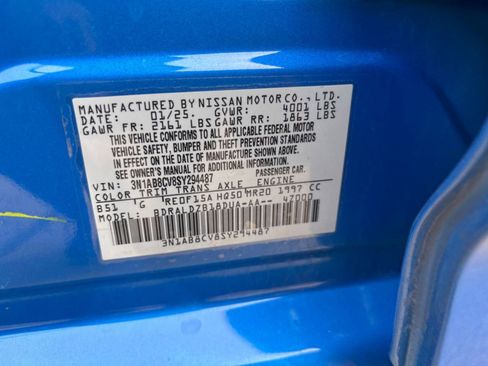 MANUFACTURED BY NISSAN MOTOR CO., LTD.
DATE: 01/25. GVWR: 4001 LBS
GAWR FR: 2161 LBS GAWR RR: 1863 LBS
THIS VEHICLE CONFORMS TO ALL APPLICABLE FEDERAL MOTOR
VEHICLE SAFETY, BUMPER, AND THEFT PREVENTION STANDARDS
IN EFFECT ON THE DATE OF MANUFACTURE SHOWN ABOVE.
SEE OWNER'S MANUAL FOR ADDITIONAL INFORMATION.
VIN: 3N1AB8CV8SY294487 PASSENGER CAR.
COLOR TRIM TRANS AXLE ENGINE
B51 G RE0F15A HQ50 MR20 1997 CC
MODEL: BDRALDZB18DUA-AA-- 4Z000
3N1AB8CV8SY294487